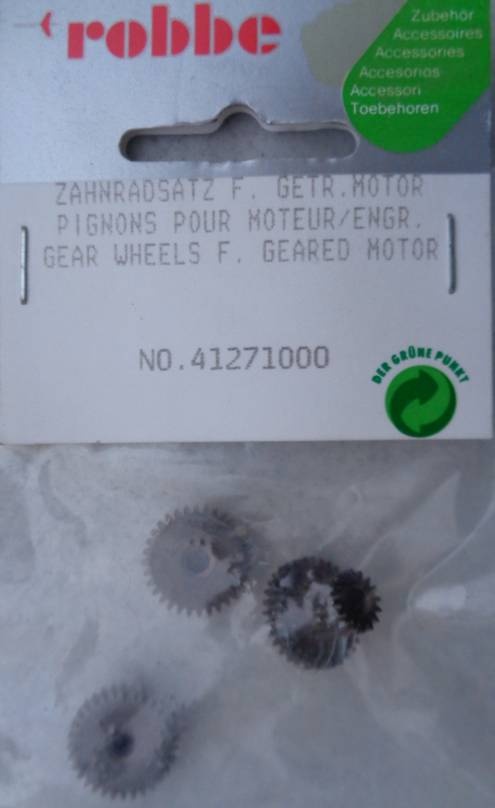 robbe
Zubehör
Accessoires
Accessories
Accesorios
Accessori
Toebehoren
ZAHNRADSATZ F. GETR.MOTOR
PIGNONS POUR MOTEUR/ENGR.
GEAR WHEELS F. GEARED MOTOR
NO.41271000
DER GRÜNE PUNKT